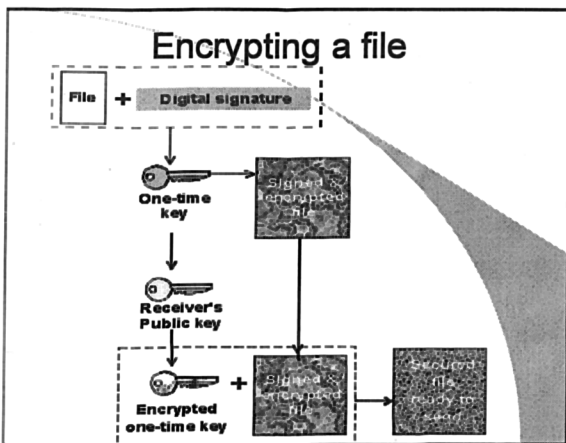 Encrypting a file
File + Digital signature
One-time
key
Signed &
encrypted
file
Receiver's
Public key
Encrypted
one-time key
+
Signed &
encrypted
file
Secured
file
ready to
send